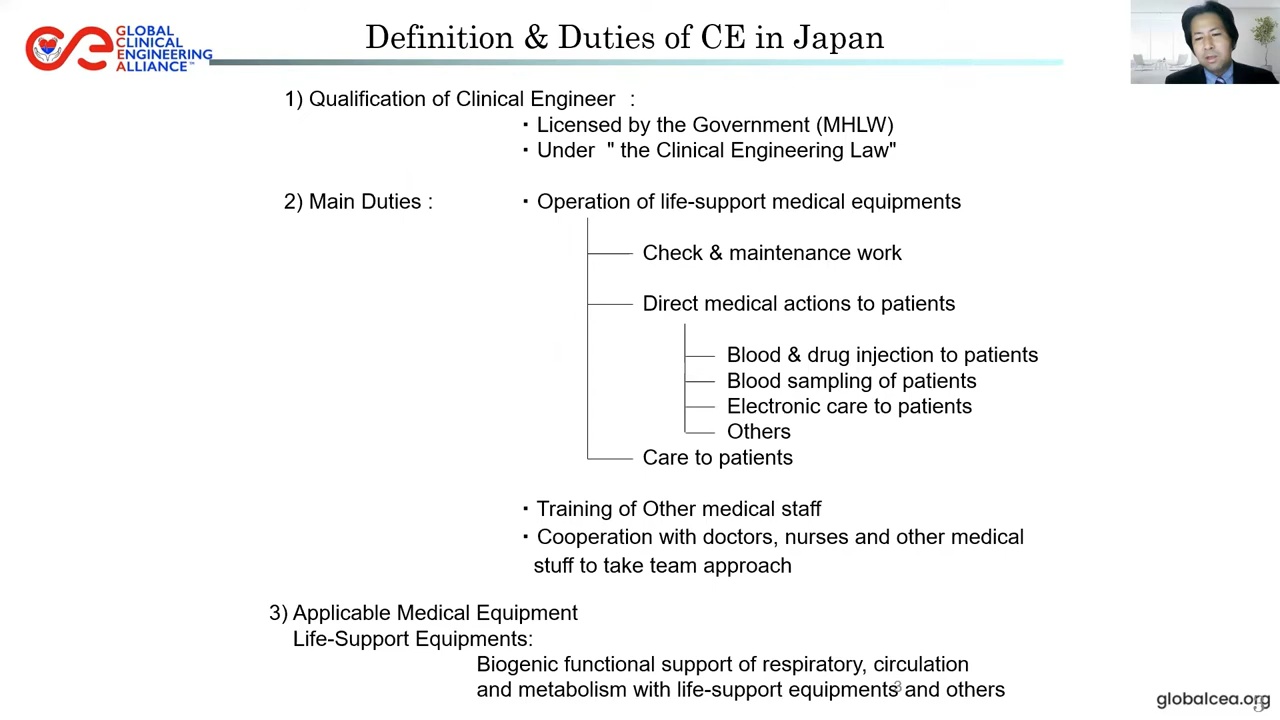 GLOBAL
CLINICAL
ENGINEERING
ALLIANCE™
Definition & Duties of CE in Japan
1) Qualification of Clinical Engineer :
・Licensed by the Government (MHLW)
・Under " the Clinical Engineering Law"
2) Main Duties : ・Operation of life-support medical equipments
Check & maintenance work
Direct medical actions to patients
Blood & drug injection to patients
Blood sampling of patients
Electronic care to patients
Others
Care to patients
・Training of Other medical staff
・Cooperation with doctors, nurses and other medical
stuff to take team approach
3) Applicable Medical Equipment
Life-Support Equipments:
Biogenic functional support of respiratory, circulation
and metabolism with life-support equipments and others
3
globalcea.org